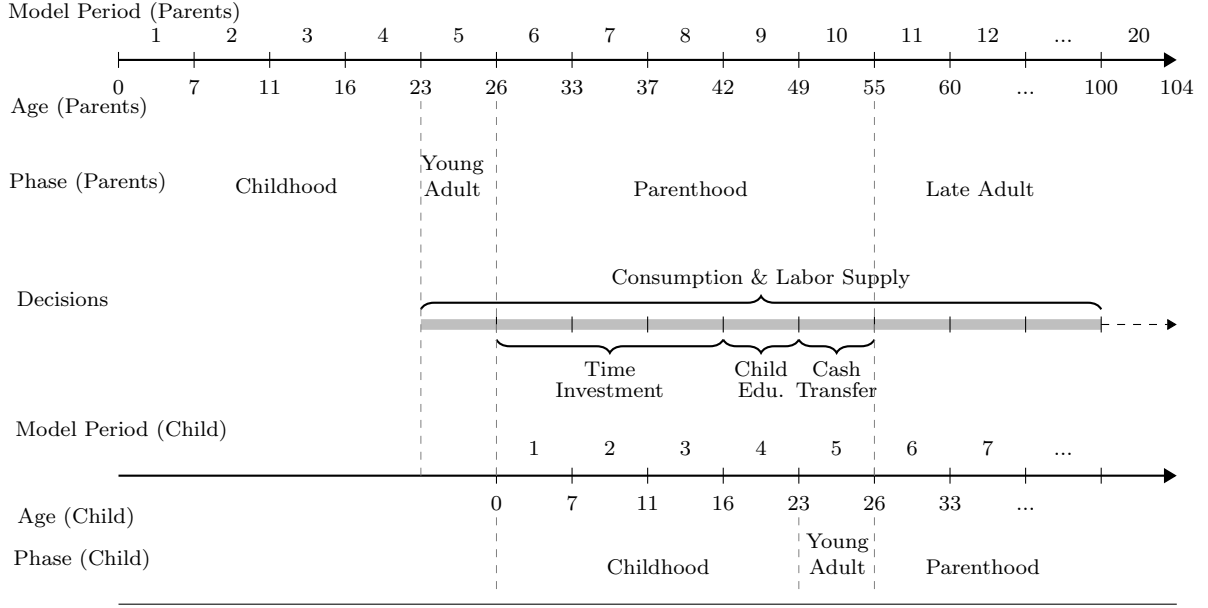 Model Period (Parents)
1 2 3 4 5 6 7 8 9 10 11 12 ... 20
0 7 11 16 23 26 33 37 42 49 55 60 ... 100 104
Age (Parents)
Young
Phase (Parents) Childhood Adult Parenthood Late Adult
Consumption & Labor Supply
Decisions
Time Child Cash
Investment Edu. Transfer
Model Period (Child)
1 2 3 4 5 6 7 ...
0 7 11 16 23 26 33 ...
Age (Child)
Young
Phase (Child) Childhood Adult Parenthood